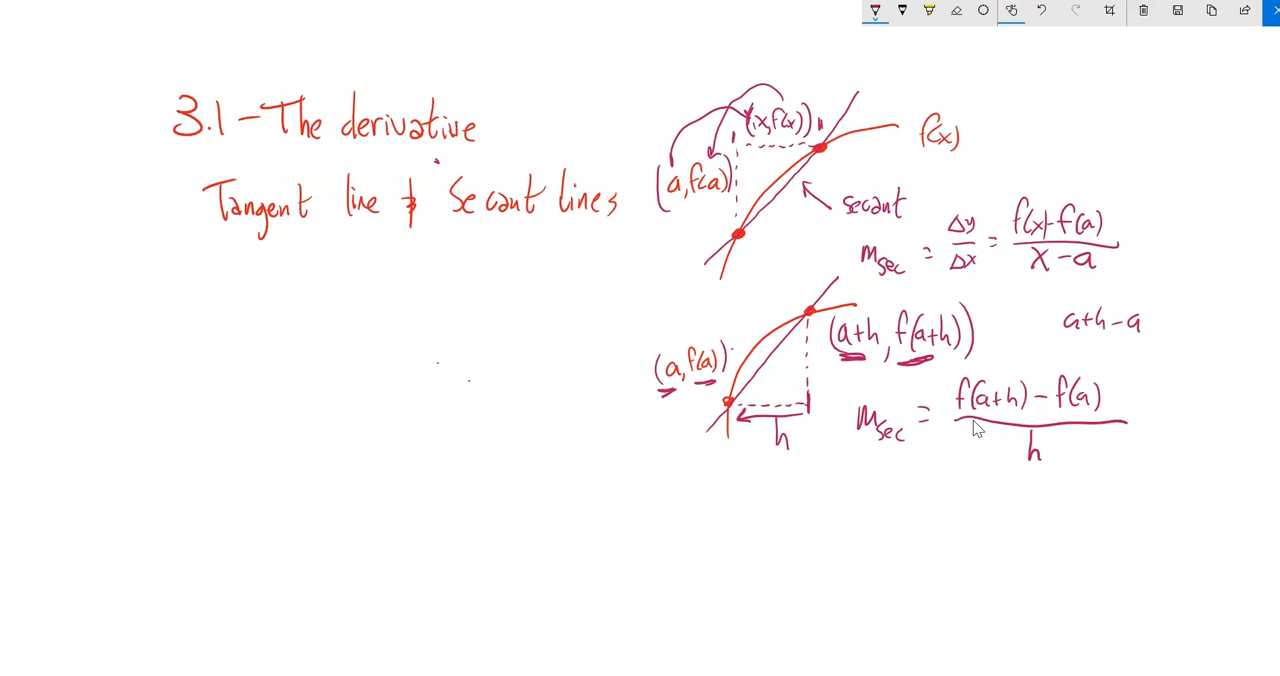 3.1 - The derivative
Tangent line & Secant lines
(x, f(x))
f(x)
(a, f(a))
secant
m_sec = Δy/Δx = f(x) - f(a) / x - a
(a+h, f(a+h))
a+h - a
(a, f(a))
m_sec = f(a+h) - f(a) / h
h